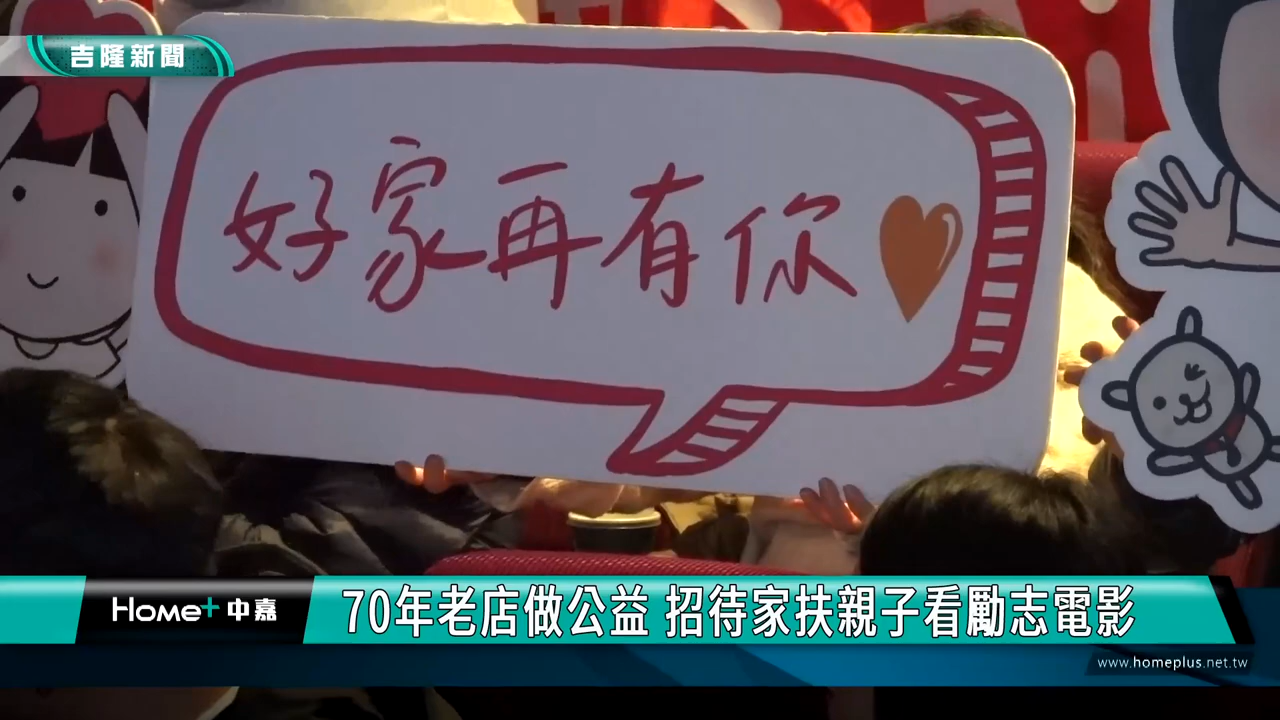 吉隆新聞
好家再有你
Home+中嘉
70年老店做公益 招待家扶親子看勵志電影
www.homeplus.net.tw